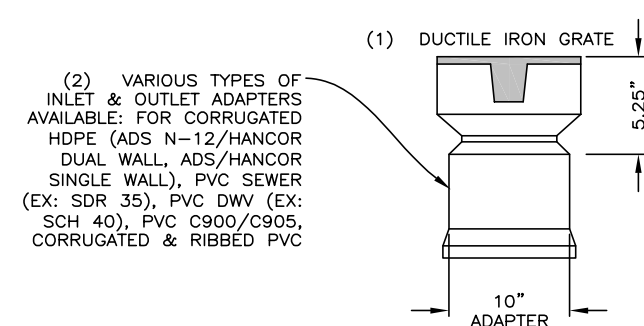 (1) DUCTILE IRON GRATE
(2) VARIOUS TYPES OF
INLET & OUTLET ADAPTERS
AVAILABLE: FOR CORRUGATED
HDPE (ADS N-12/HANCOR
DUAL WALL, ADS/HANCOR
SINGLE WALL), PVC SEWER
(EX: SDR 35), PVC DWV (EX:
SCH 40), PVC C900/C905,
CORRUGATED & RIBBED PVC
5.25"
10"
ADAPTER